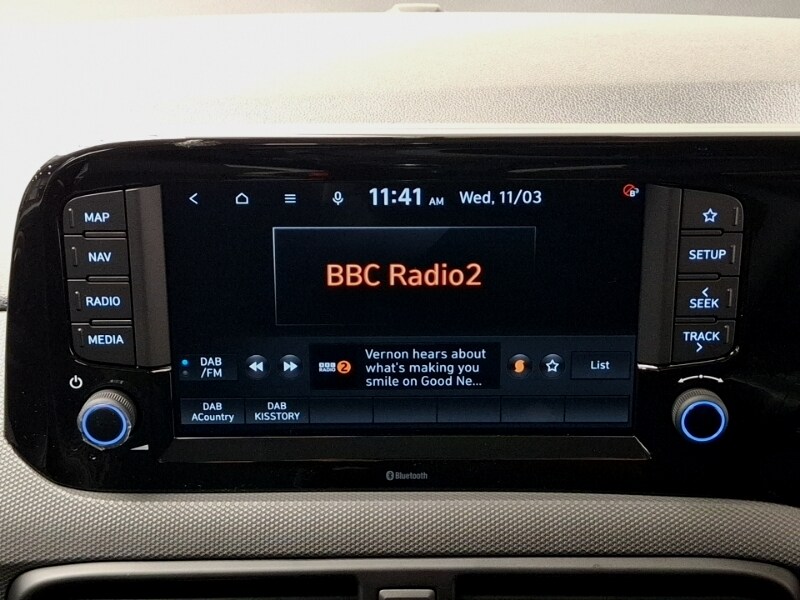 11:41 AM Wed, 11/03
MAP
NAV
RADIO
MEDIA
BBC Radio2
DAB
/FM
BBC
RADIO 2
Vernon hears about
what's making you
smile on Good Ne...
List
DAB
ACountry
DAB
KISSTORY
SETUP
SEEK
TRACK
Bluetooth